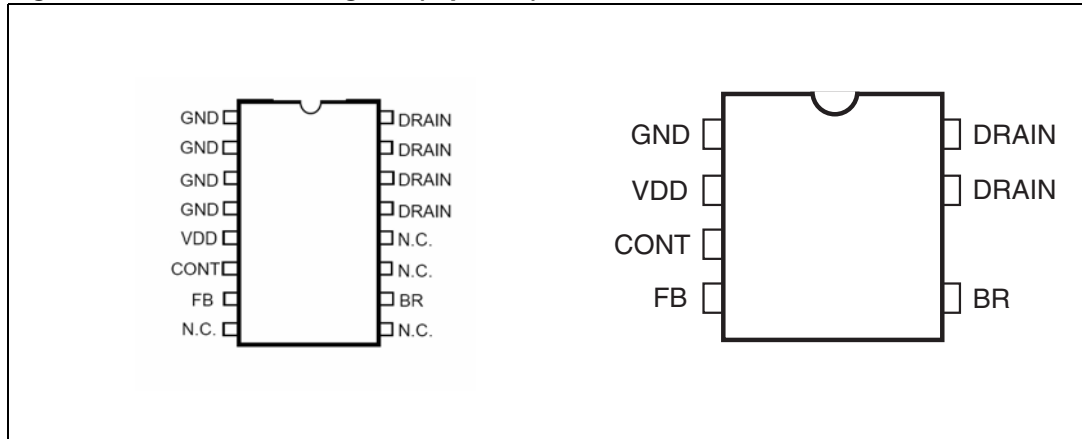 GND DRAIN
GND DRAIN
GND DRAIN
GND DRAIN
VDD N.C.
CONT N.C.
FB BR
N.C. N.C.
GND DRAIN
VDD DRAIN
CONT
FB BR